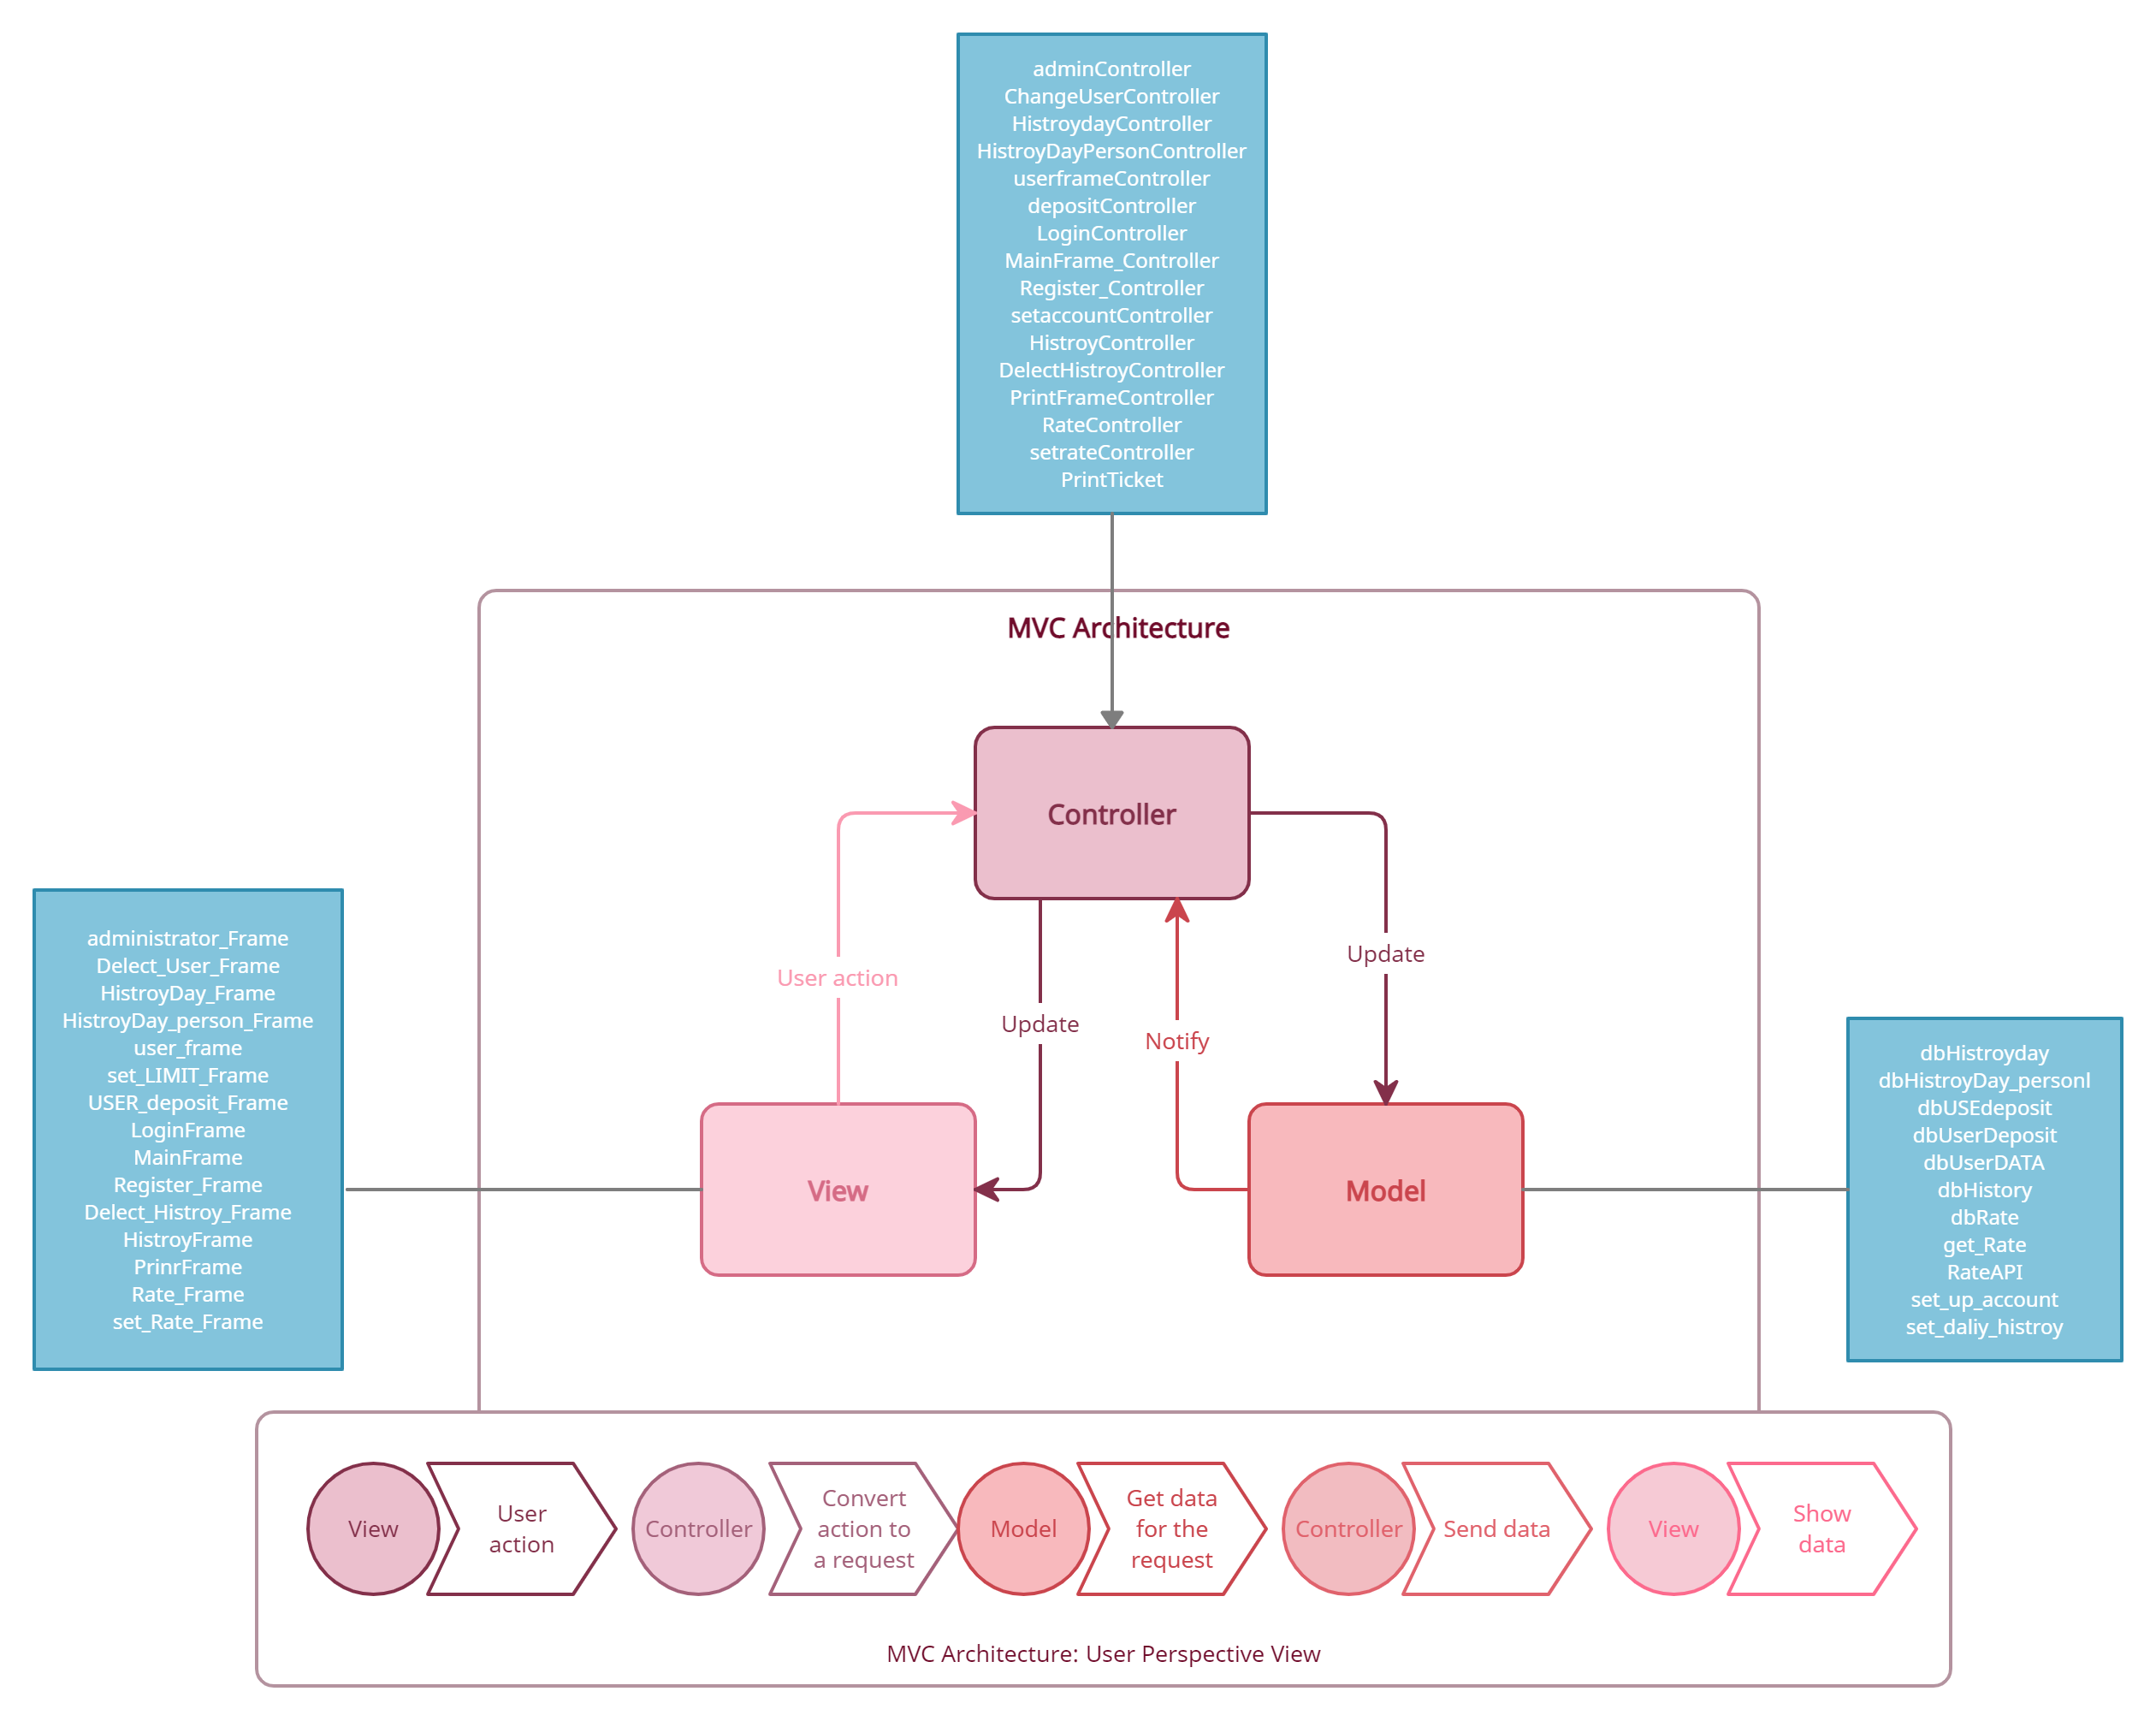 adminController
ChangeUserController
HistroydayController
HistroyDayPersonController
userframeController
depositController
LoginController
MainFrame_Controller
Register_Controller
setaccountController
HistroyController
DelectHistroyController
PrintFrameController
RateController
setrateController
PrintTicket
MVC Architecture
Controller
User action
Update
Notify
Update
administrator_Frame
Delect_User_Frame
HistroyDay_Frame
HistroyDay_person_Frame
user_frame
set_LIMIT_Frame
USER_deposit_Frame
LoginFrame
MainFrame
Register_Frame
Delect_Histroy_Frame
HistroyFrame
PrinrFrame
Rate_Frame
set_Rate_Frame
View
Model
dbHistroyday
dbHistroyDay_personl
dbUSEdeposit
dbUserDeposit
dbUserDATA
dbHistory
dbRate
get_Rate
RateAPI
set_up_account
set_daliy_histroy
View
User
action
Controller
Convert
action to
a request
Model
Get data
for the
request
Controller
Send data
View
Show
data
MVC Architecture: User Perspective View